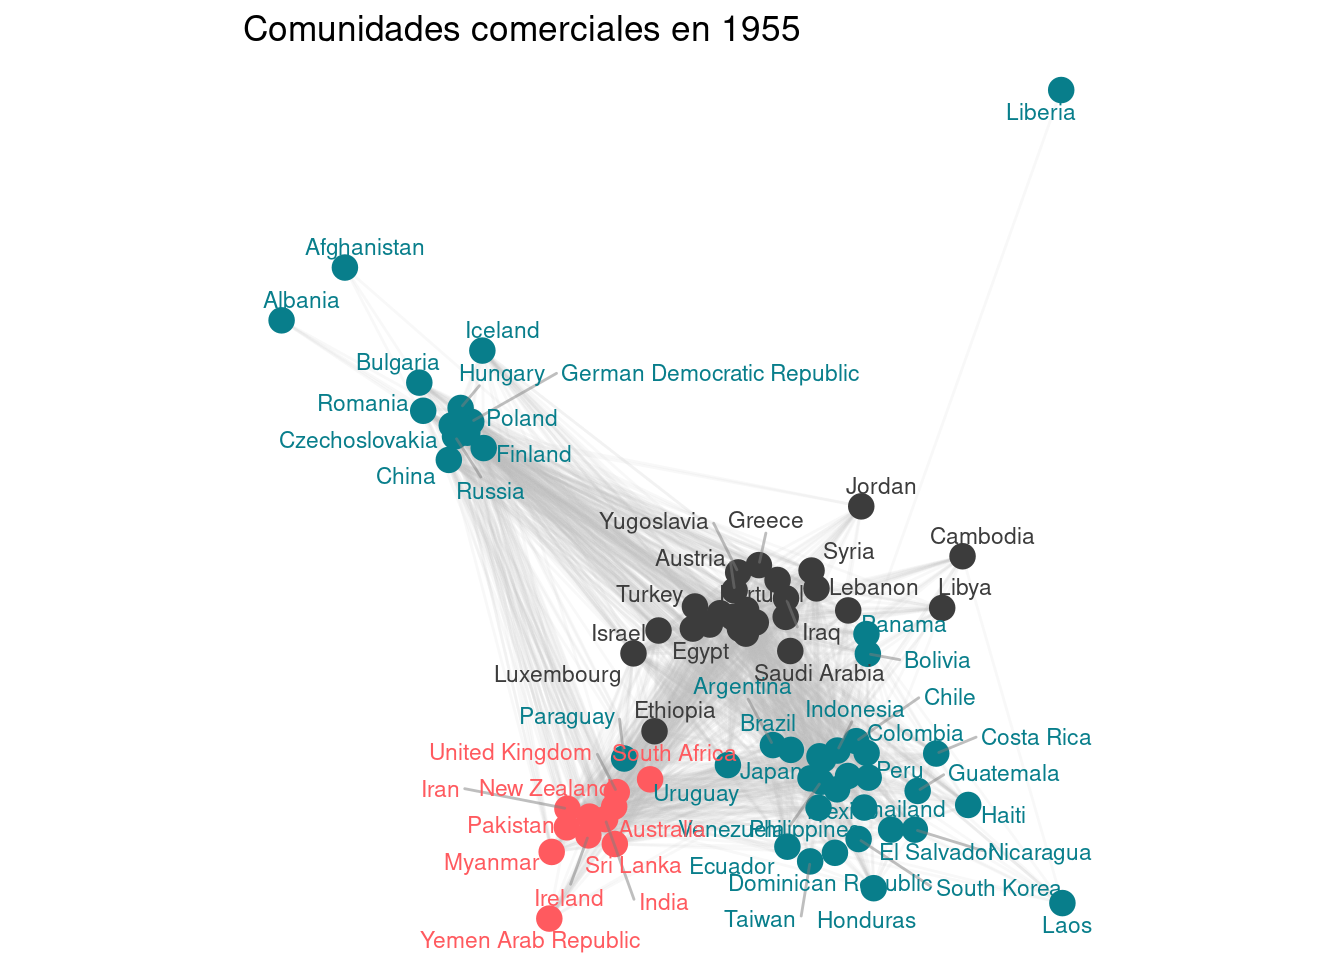 Comunidades comerciales en 1955
Liberia
Afghanistan
Albania
Iceland
Bulgaria
Hungary
German Democratic Republic
Romania
Poland
Czechoslovakia
Finland
China
Russia
Jordan
Yugoslavia
Greece
Cambodia
Austria
Syria
Turkey
Portugal
Lebanon
Libya
Israel
Iraq
Panama
Egypt
Bolivia
Luxembourg
Saudi Arabia
Argentina
Chile
Ethiopia
Indonesia
Paraguay
Brazil
Colombia
Costa Rica
United Kingdom
South Africa
Japan
Peru
Guatemala
Iran
New Zealand
Uruguay
Mexico
Thailand
Haiti
Pakistan
Australia
Venezuela
Philippines
Myanmar
Sri Lanka
Ecuador
El Salvador
Nicaragua
Dominican Republic
South Korea
Ireland
India
Taiwan
Honduras
Laos
Yemen Arab Republic